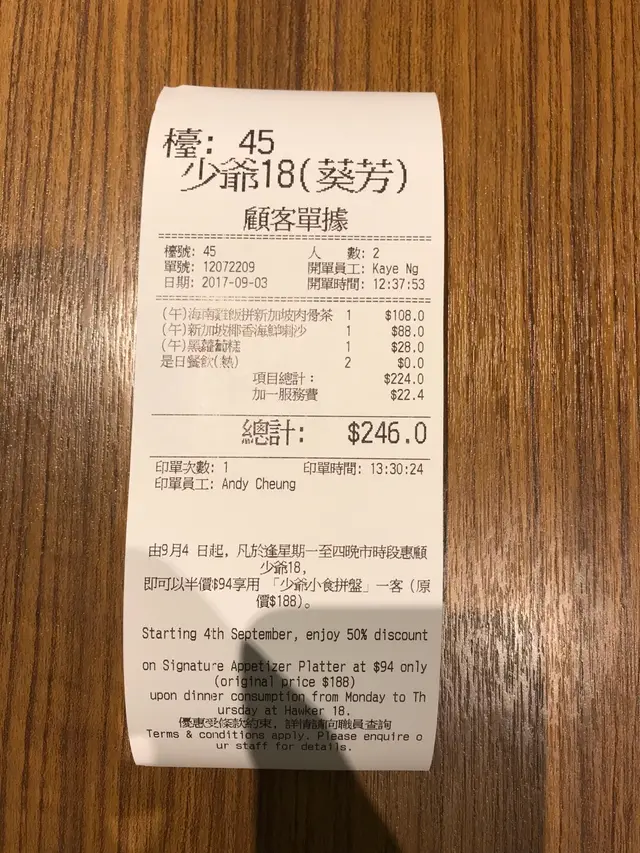 檯: 45
少爺18(葵芳)
顧客單據
檯號: 45 人 數: 2
單號: 12072209 開單員工: Kaye Ng
日期: 2017-09-03 開單時間: 12:37:53
(午)海南雞飯拼新加坡肉骨茶 1 $108.0
(午)新加坡椰香海鮮喇沙 1 $88.0
(午)黑蘿蔔糕 1 $28.0
是日餐飲(熱) 2 $0.0
項目總計: $224.0
加一服務費 $22.4
總計: $246.0
印單次數: 1 印單時間: 13:30:24
印單員工: Andy Cheung
由9月4 日起, 凡於逢星期一至四晚市時段惠顧
少爺18,
即可以半價$94享用 「少爺小食拼盤」一客 (原
價$188)。
Starting 4th September, enjoy 50% discount
on Signature Appetizer Platter at $94 only
(original price $188)
upon dinner consumption from Monday to Th
ursday at Hawker 18.
優惠受條款約束, 詳情請向職員查詢
Terms & conditions apply. Please enquire o
ur staff for details.